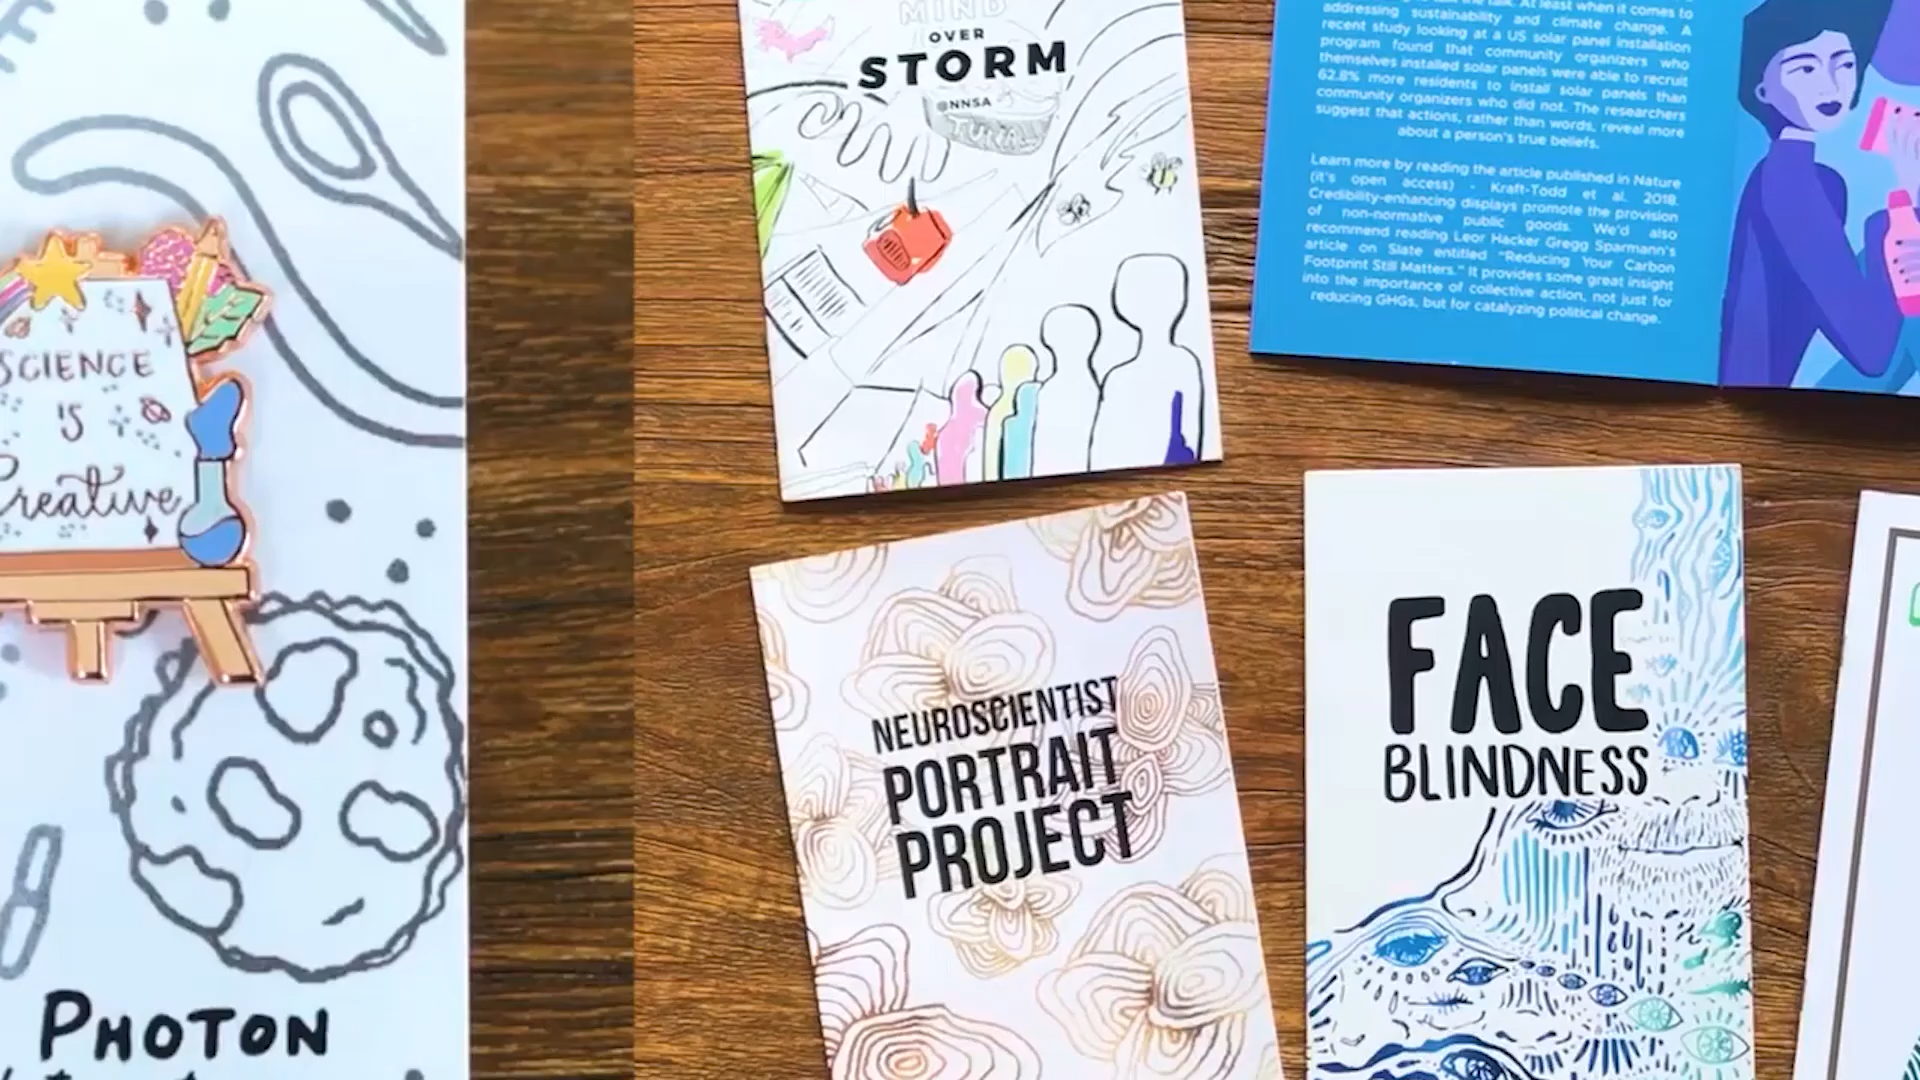 SCIENCE
IS
Creative
PHOTON
MIND
OVER
STORM
@NNSA
TUNA
addressing sustainability and climate change. A
recent study looking at a US solar panel installation
program found that community organizers who
themselves installed solar panels were able to recruit
62.8% more residents to install solar panels than
community organizers who did not. The researchers
suggest that actions, rather than words, reveal more
about a person's true beliefs.
Learn more by reading the article published in Nature
(it's open access) - Kraft-Todd et al. 2018.
Credibility-enhancing displays promote the provision
of non-normative public goods. We'd also
recommend reading Leor Hacker Gregg Sparmann's
article on Slate entitled "Reducing Your Carbon
Footprint Still Matters." It provides some great insight
into the importance of collective action, not just for
reducing GHGs, but for catalyzing political change.
NEUROSCIENTIST
PORTRAIT
PROJECT
FACE
BLINDNESS